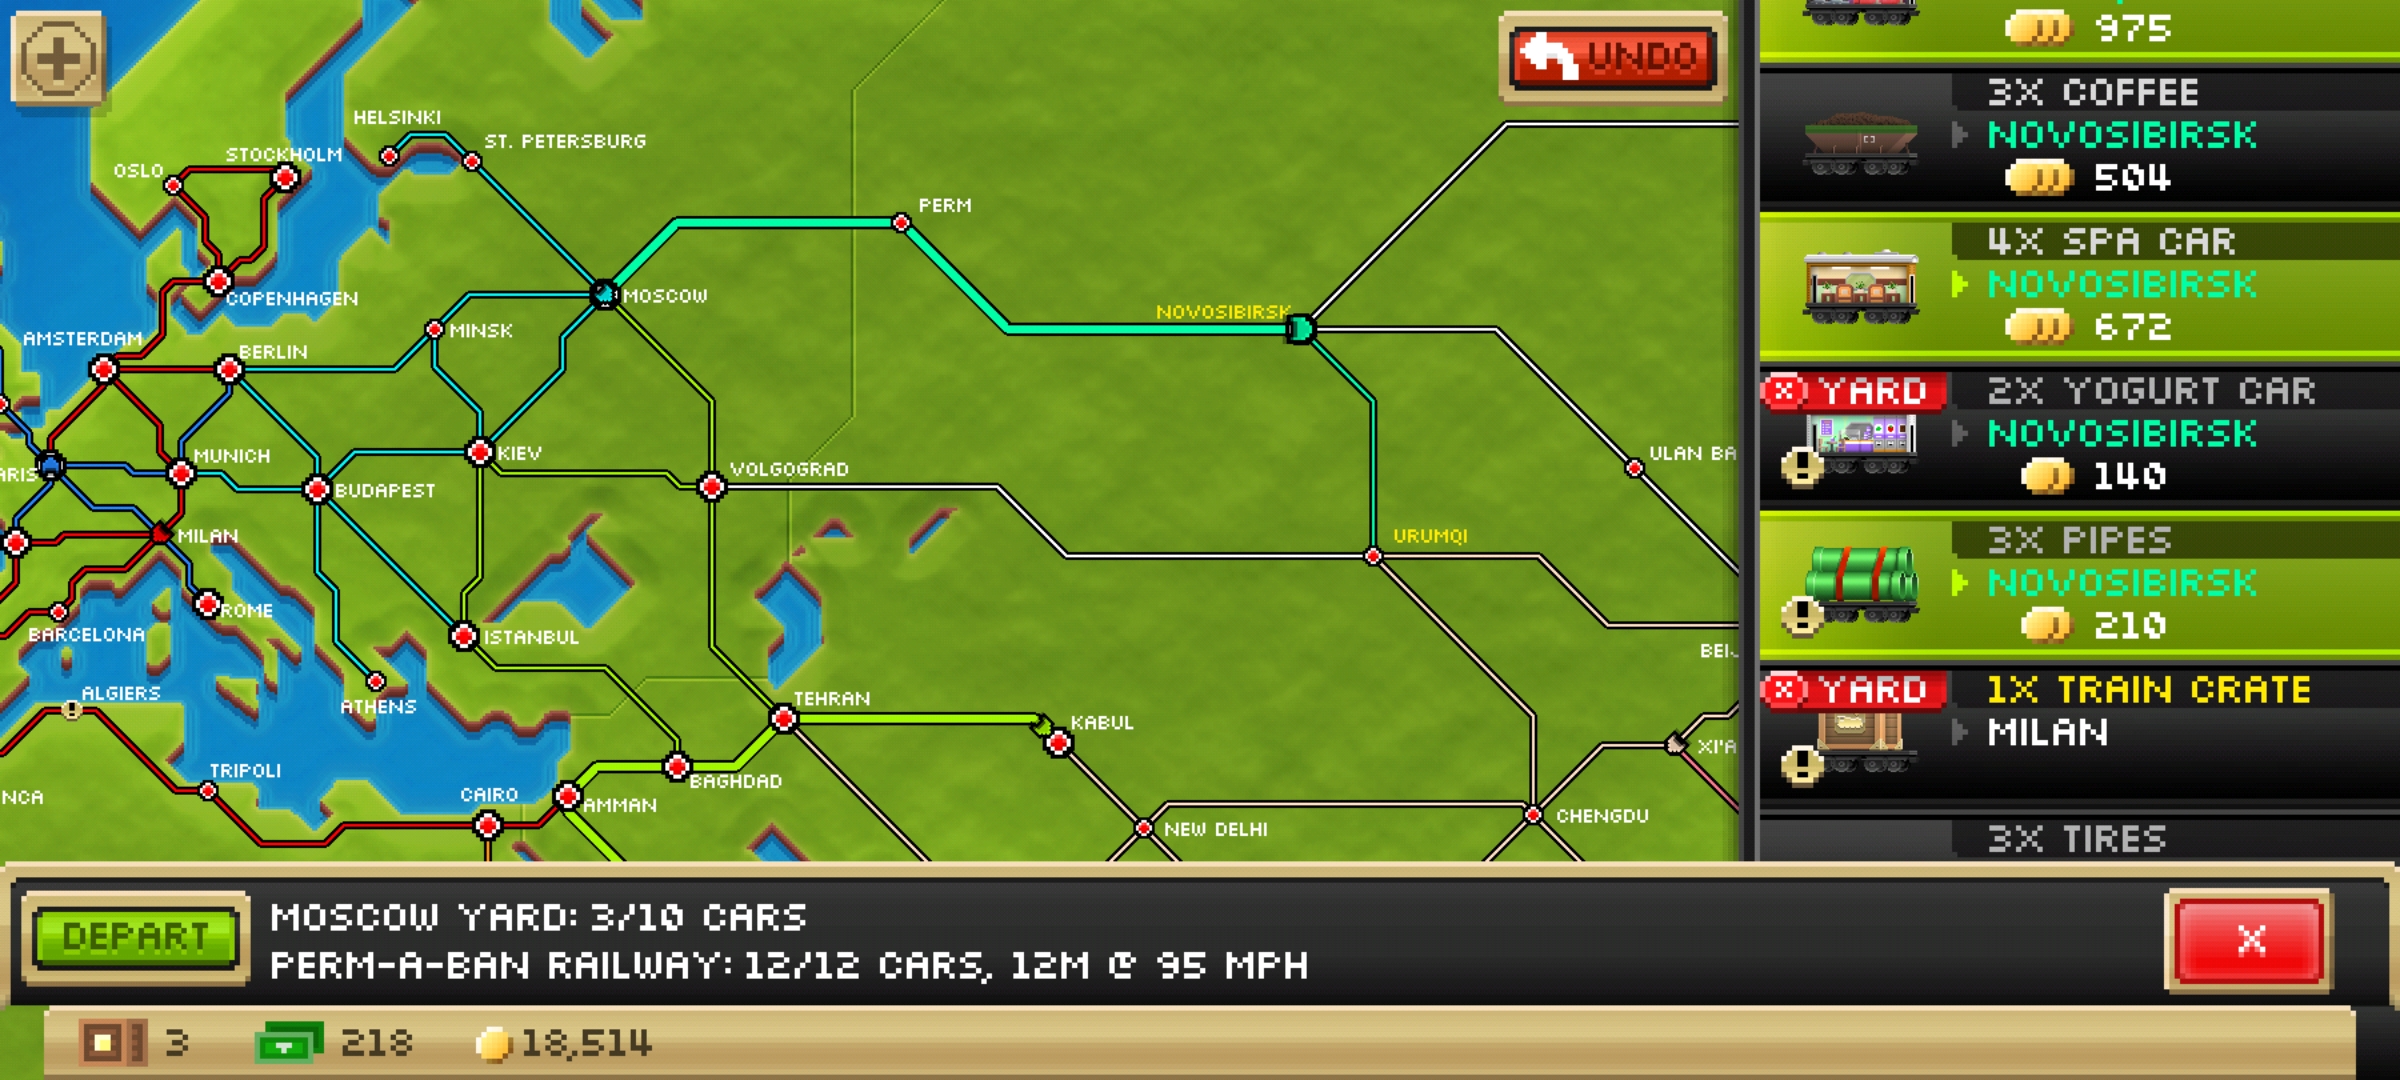 UNDO
HELSINKI
ST. PETERSBURG
STOCKHOLM
OSLO
PERM
COPENHAGEN
MOSCOW
NOVOSIBIRSK
MINSK
AMSTERDAM
BERLIN
MUNICH
KIEV
VOLGOGRAD
ULAN BA
ARIS
BUDAPEST
MILAN
URUMQI
ROME
BARCELONA
ISTANBUL
BEIJ
ALGIERS
ATHENS
TEHRAN
KABUL
XI'A
TRIPOLI
BAGHDAD
NCA
CAIRO
AMMAN
NEW DELHI
CHENGDU
975
3X COFFEE
NOVOSIBIRSK
504
4X SPA CAR
NOVOSIBIRSK
672
YARD
2X YOGURT CAR
NOVOSIBIRSK
140
3X PIPES
NOVOSIBIRSK
210
YARD
1X TRAIN CRATE
MILAN
3X TIRES
DEPART
MOSCOW YARD: 3/10 CARS
PERM-A-BAN RAILWAY: 12/12 CARS, 12M @ 95 MPH
X
3
218
18,514